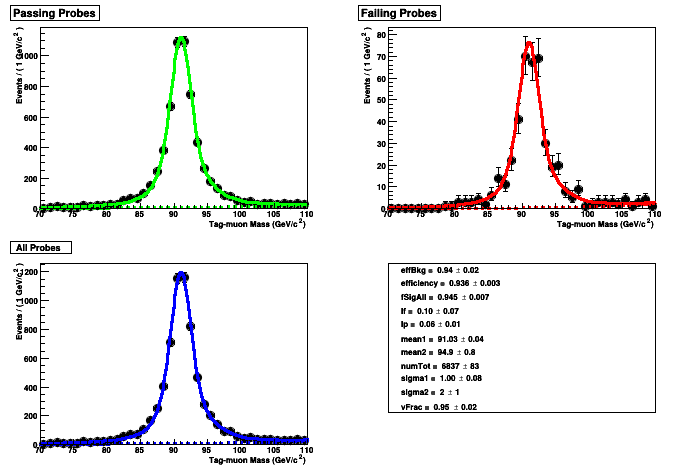 Passing Probes
Events / ( 1 GeV/c² )
1000
800
600
400
200
0
70 75 80 85 90 95 100 105 110
Tag-muon Mass (GeV/c²)
Failing Probes
Events / ( 1 GeV/c² )
80
70
60
50
40
30
20
10
0
70 75 80 85 90 95 100 105 110
Tag-muon Mass (GeV/c²)
All Probes
Events / ( 1 GeV/c² )
1200
1000
800
600
400
200
0
70 75 80 85 90 95 100 105 110
Tag-muon Mass (GeV/c²)
effBkg = 0.94 ± 0.02
efficiency = 0.936 ± 0.003
fSigAll = 0.945 ± 0.007
lf = 0.10 ± 0.07
lp = 0.06 ± 0.01
mean1 = 91.03 ± 0.04
mean2 = 94.9 ± 0.8
numTot = 6837 ± 83
sigma1 = 1.00 ± 0.08
sigma2 = 2 ± 1
vFrac = 0.95 ± 0.02